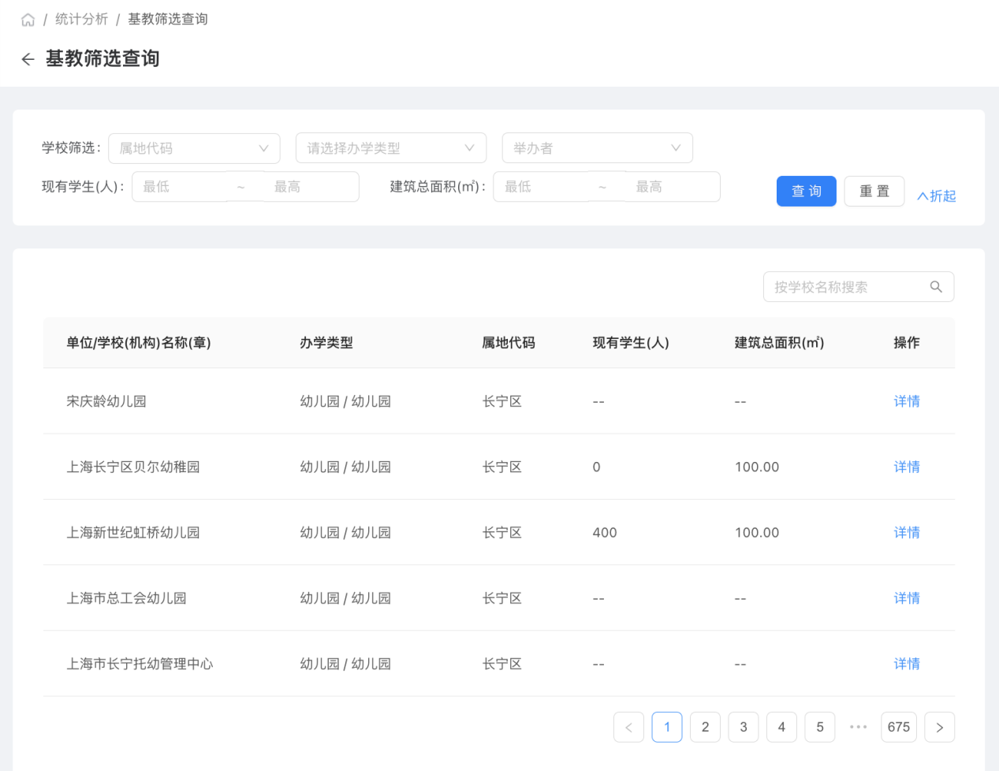 / 统计分析 / 基教筛选查询
← 基教筛选查询
学校筛选: 属地代码 请选择办学类型 举办者
现有学生(人): 最低 ~ 最高 建筑总面积(㎡): 最低 ~ 最高 查 询 重 置 折起
按学校名称搜索
单位/学校(机构)名称(章) 办学类型 属地代码 现有学生(人) 建筑总面积(㎡) 操作
宋庆龄幼儿园 幼儿园 / 幼儿园 长宁区 -- -- 详情
上海长宁区贝尔幼稚园 幼儿园 / 幼儿园 长宁区 0 100.00 详情
上海新世纪虹桥幼儿园 幼儿园 / 幼儿园 长宁区 400 100.00 详情
上海市总工会幼儿园 幼儿园 / 幼儿园 长宁区 -- -- 详情
上海市长宁托幼管理中心 幼儿园 / 幼儿园 长宁区 -- -- 详情
< 1 2 3 4 5 ••• 675 >